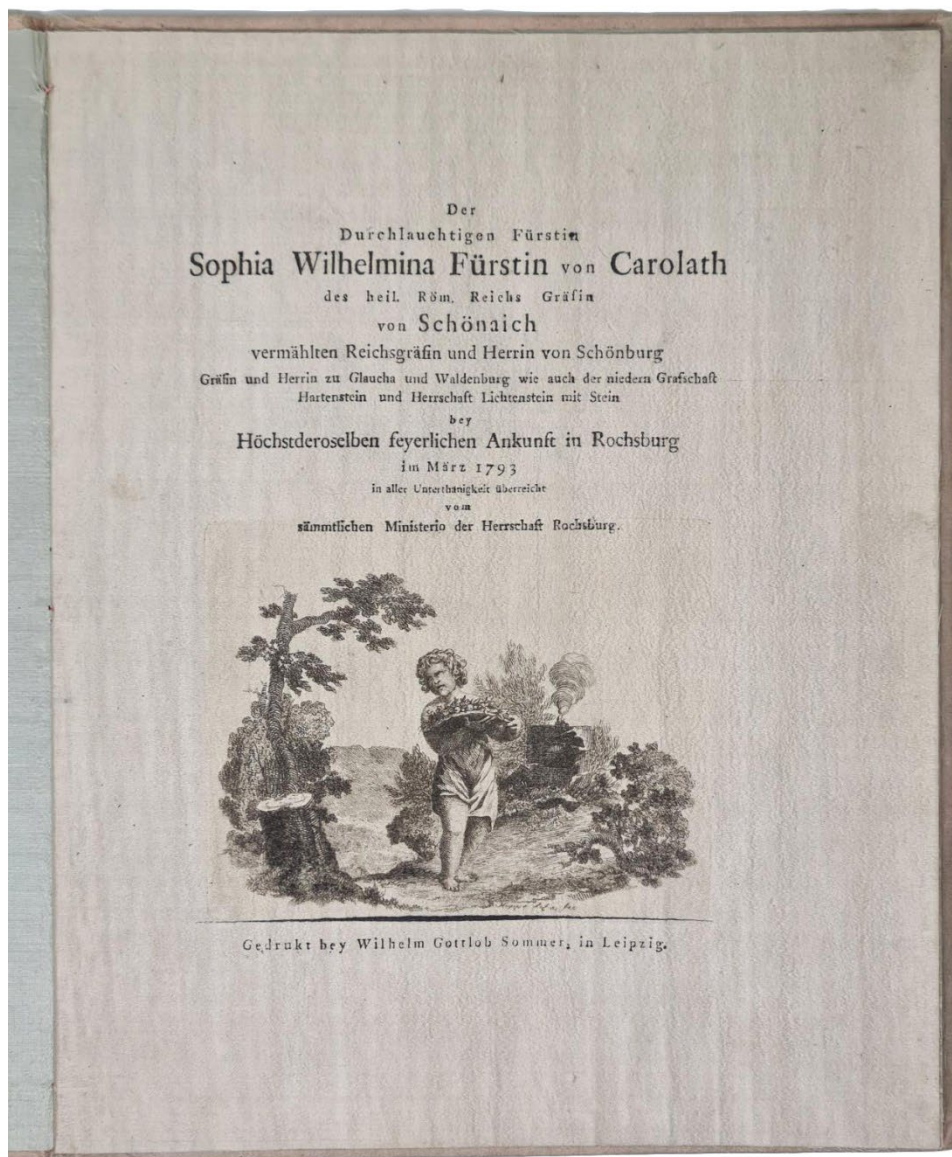 Der
Durchlauchtigen Fürstin
Sophia Wilhelmina Fürstin von Carolath
des heil. Röm. Reichs Gräfin
von Schönaich
vermählten Reichsgräfin und Herrin von Schönburg
Gräfin und Herrin zu Glaucha und Waldenburg wie auch der niedern Grafschaft
Hartenstein und Herrschaft Lichtenstein mit Stein
bey
Höchstderoselben feyerlichen Ankunft in Rochsburg
im März 1793
in aller Unterthänigkeit überreicht
vom
sämmtlichen Ministerio der Herrschaft Rochsburg.
Gedrukt bey Wilhelm Gottlob Sommer, in Leipzig.